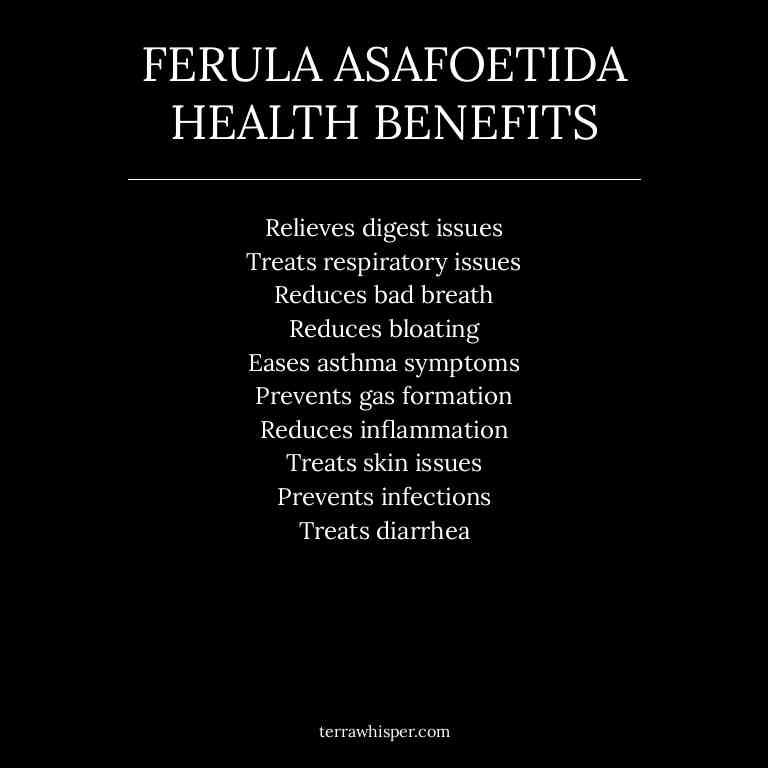 FERULA ASAFOETIDA
HEALTH BENEFITS
Relieves digest issues
Treats respiratory issues
Reduces bad breath
Reduces bloating
Eases asthma symptoms
Prevents gas formation
Reduces inflammation
Treats skin issues
Prevents infections
Treats diarrhea
terrawhisper.com